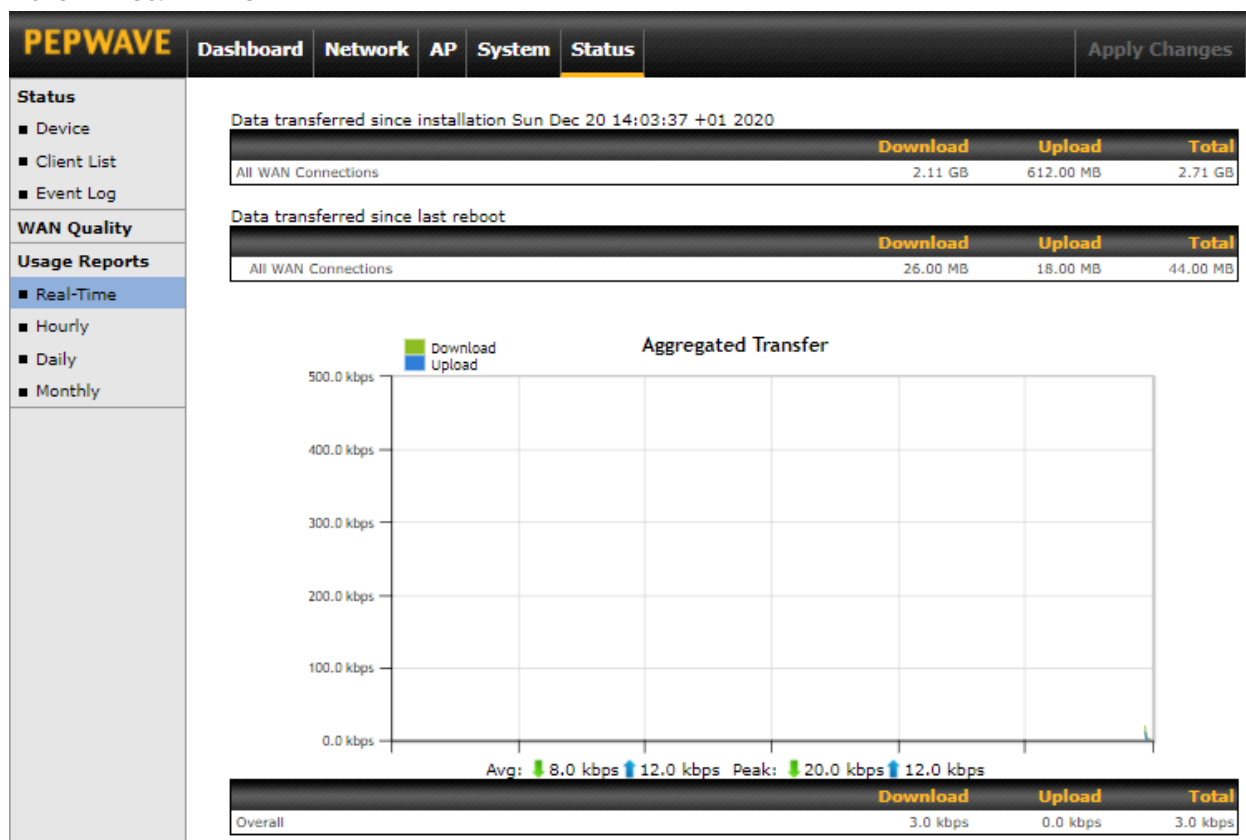 PEPWAVE Dashboard Network AP System Status Apply Changes
Status
Device
Client List
Event Log
WAN Quality
Usage Reports
Real-Time
Hourly
Daily
Monthly
Data transferred since installation Sun Dec 20 14:03:37 +01 2020
Download Upload Total
All WAN Connections 2.11 GB 612.00 MB 2.71 GB
Data transferred since last reboot
Download Upload Total
All WAN Connections 26.00 MB 18.00 MB 44.00 MB
Aggregated Transfer
Download
Upload
500.0 kbps
400.0 kbps
300.0 kbps
200.0 kbps
100.0 kbps
0.0 kbps
Avg: 8.0 kbps 12.0 kbps Peak: 20.0 kbps 12.0 kbps
Download Upload Total
Overall 3.0 kbps 0.0 kbps 3.0 kbps